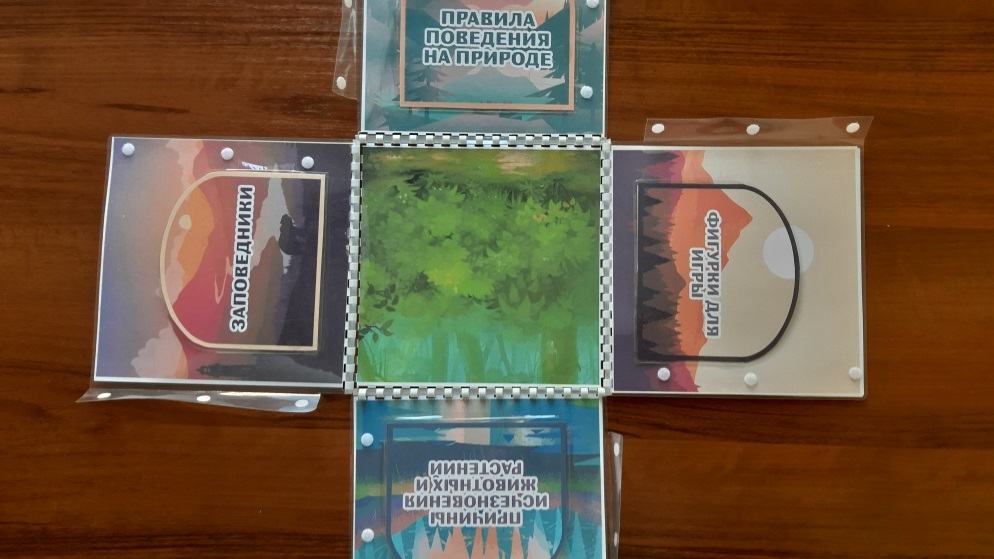 ПРАВИЛА
ПОВЕДЕНИЯ
НА ПРИРОДЕ
ЗАПОВЕДНИКИ
ФИГУРКИ ДЛЯ
ИГРЫ
ПРИЧИНЫ
ИСЧЕЗНОВЕНИЯ
ЖИВОТНЫХ И
РАСТЕНИЙ